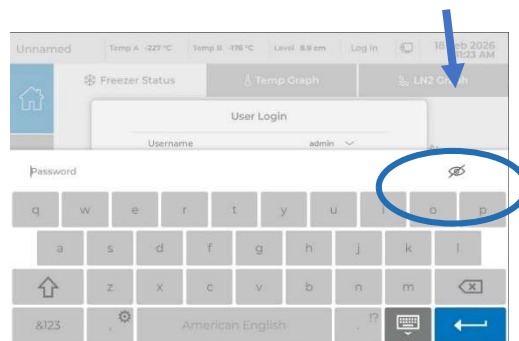 Unnamed Temp A -227 °C Temp B -176 °C Level 8.9 cm Log In 18 Feb 2026
11:23 AM
Freezer Status Temp Graph LN2 Graph
User Login
Username admin
Password
q w e r t y u i o p
a s d f g h j k l
z x c v b n m
&123 , American English . !?